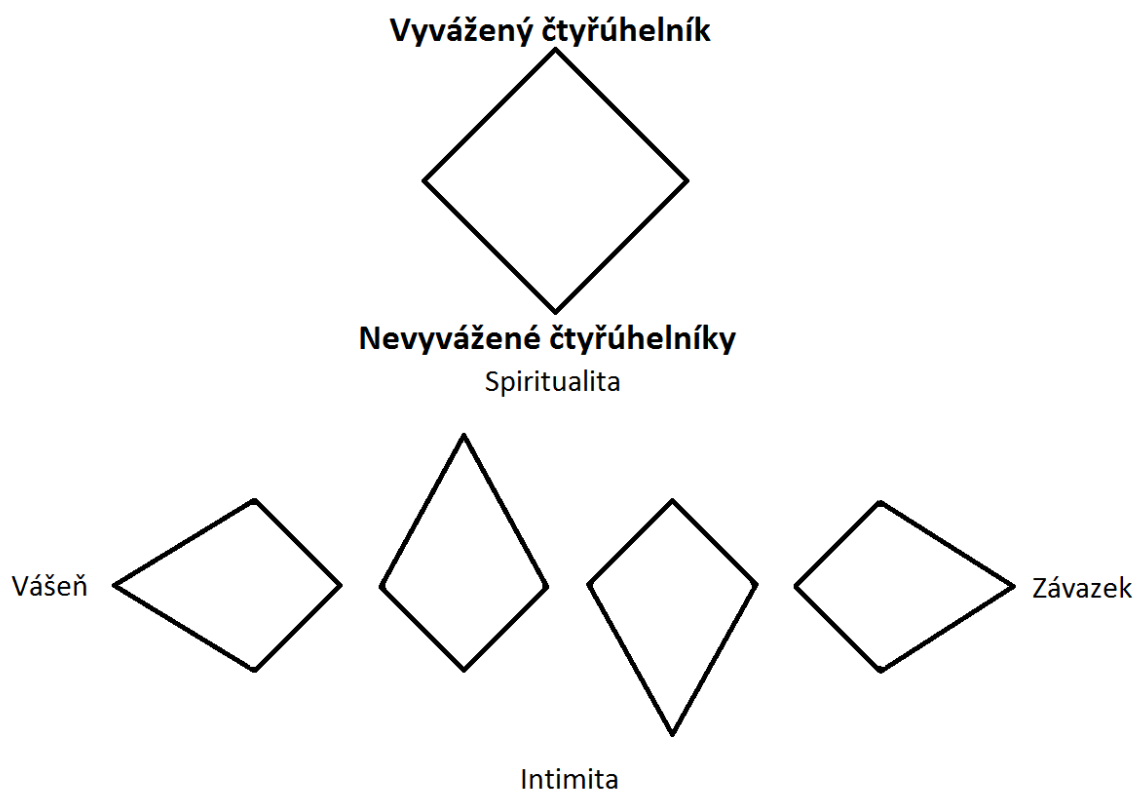 Vyvážený čtyřúhelník
Nevyvážené čtyřúhelníky
Spiritualita
Vášeň
Závazek
Intimita